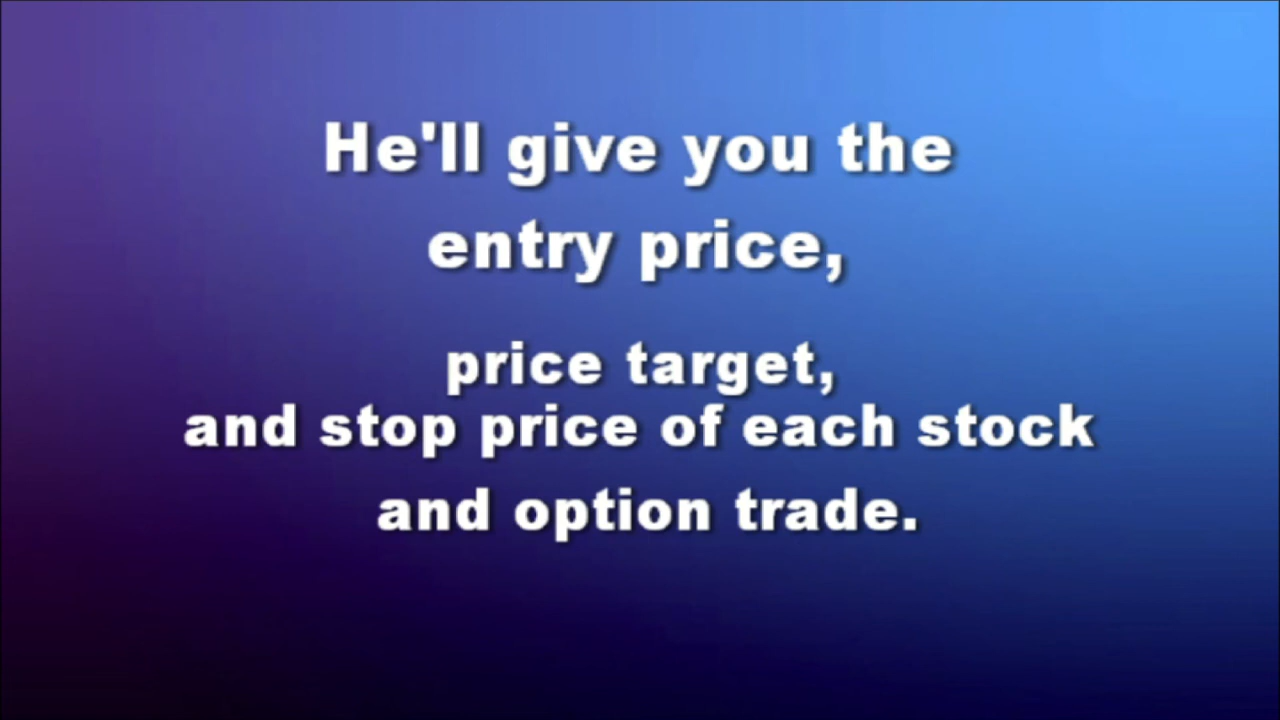 He'll give you the
entry price,
price target,
and stop price of each stock
and option trade.